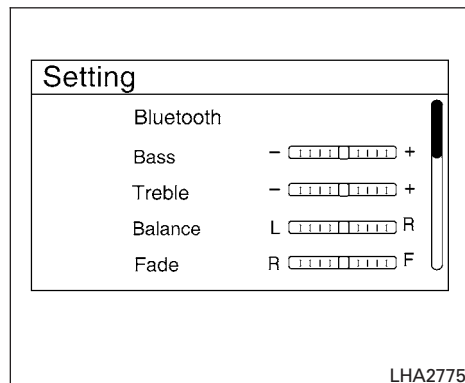 Setting
Bluetooth
Bass - +
Treble - +
Balance L R
Fade R F
LHA2775